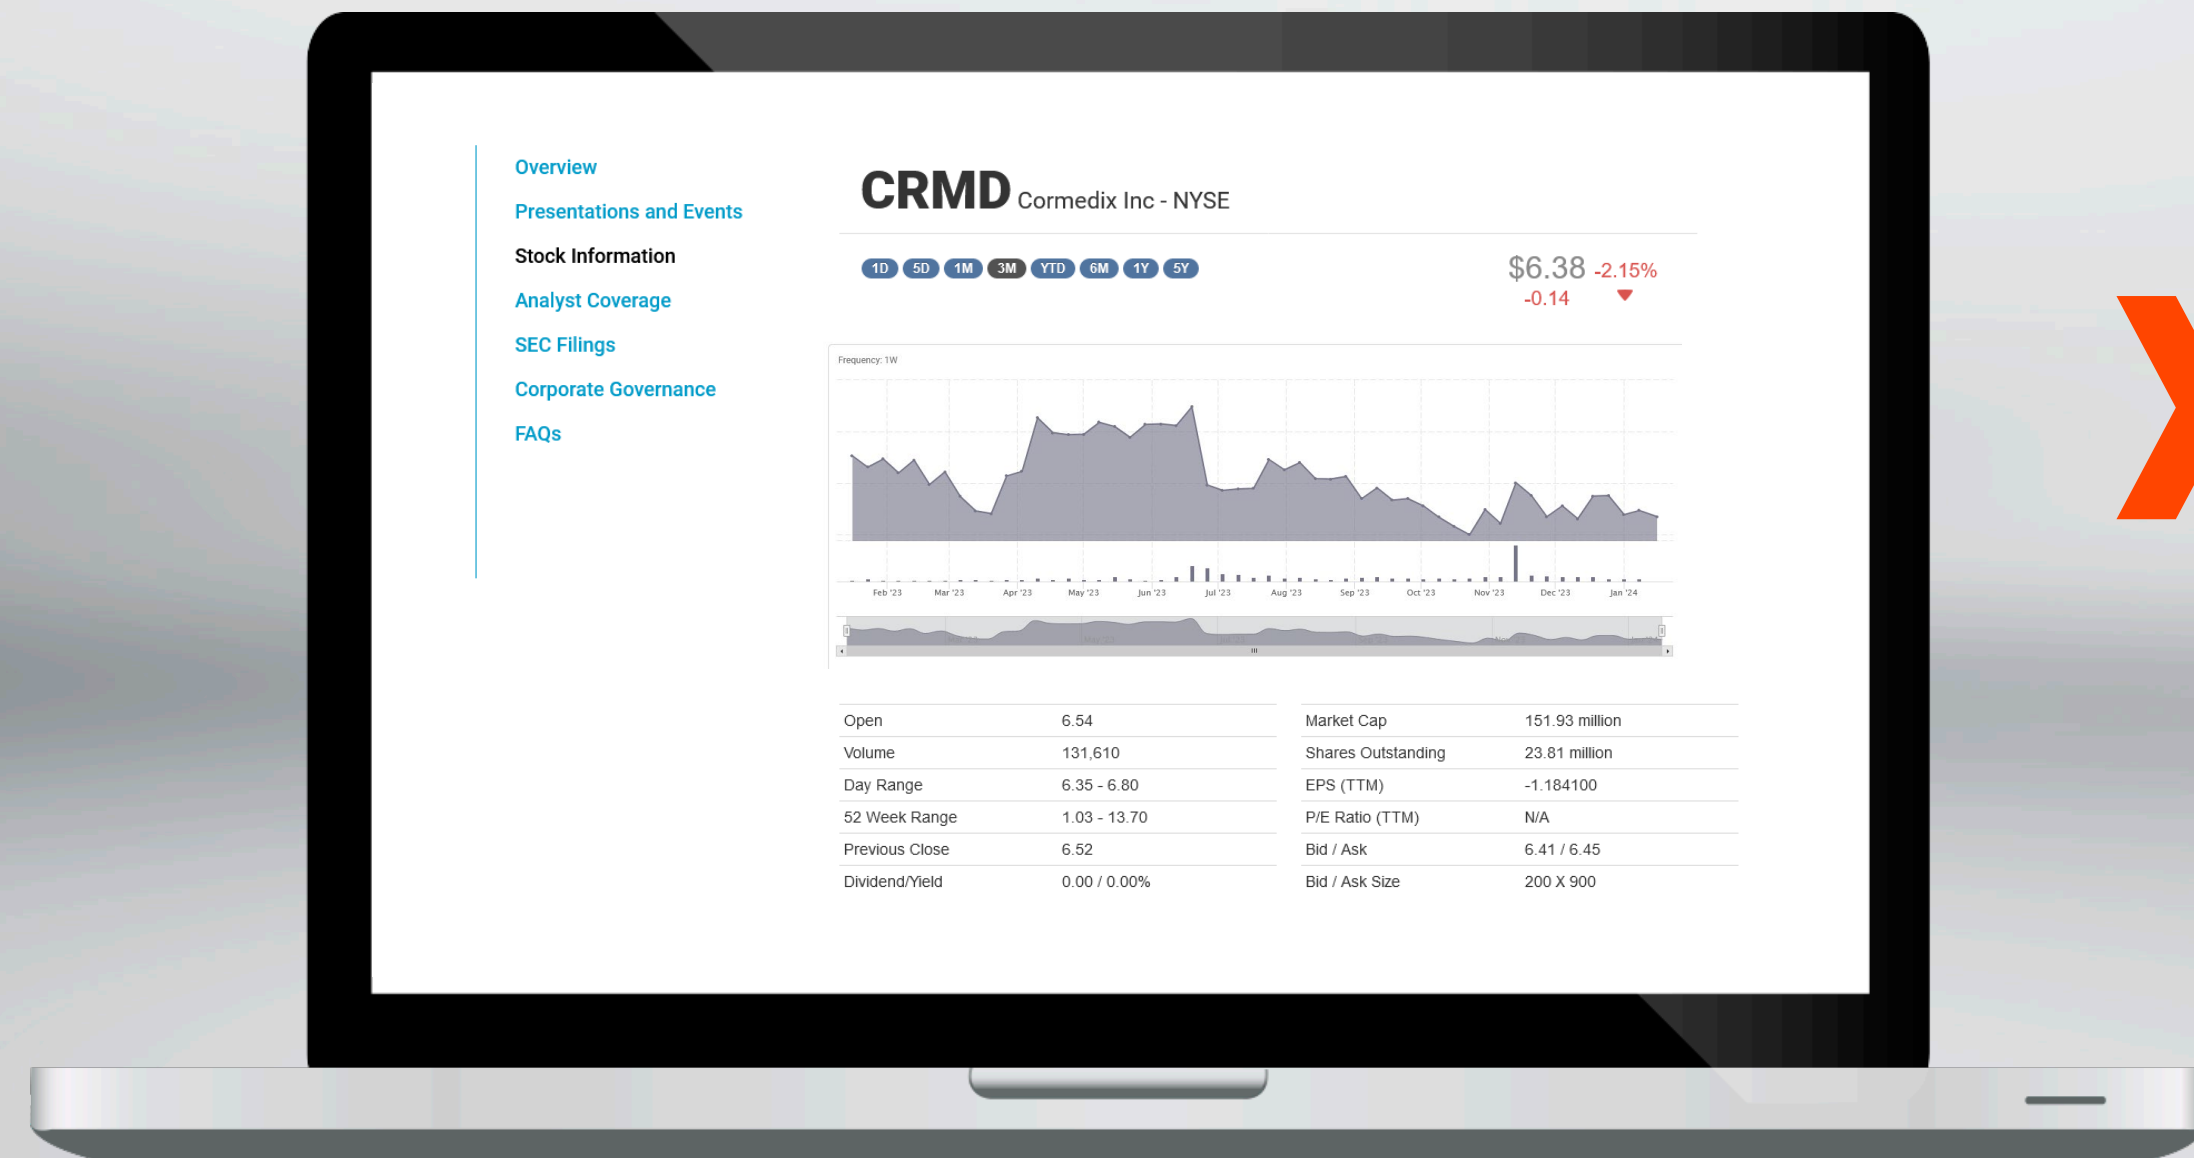 Overview
Presentations and Events
Stock Information
Analyst Coverage
SEC Filings
Corporate Governance
FAQs
CRMD Cormedix Inc - NYSE
1D 5D 1M 3M YTD 6M 1Y 5Y
$6.38 -2.15%
-0.14
Frequency: 1W
Feb '23 Mar '23 Apr '23 May '23 Jun '23 Jul '23 Aug '23 Sep '23 Oct '23 Nov '23 Dec '23 Jan '24
Open 6.54 Market Cap 151.93 million
Volume 131,610 Shares Outstanding 23.81 million
Day Range 6.35 - 6.80 EPS (TTM) -1.184100
52 Week Range 1.03 - 13.70 P/E Ratio (TTM) N/A
Previous Close 6.52 Bid / Ask 6.41 / 6.45
Dividend/Yield 0.00 / 0.00% Bid / Ask Size 200 X 900